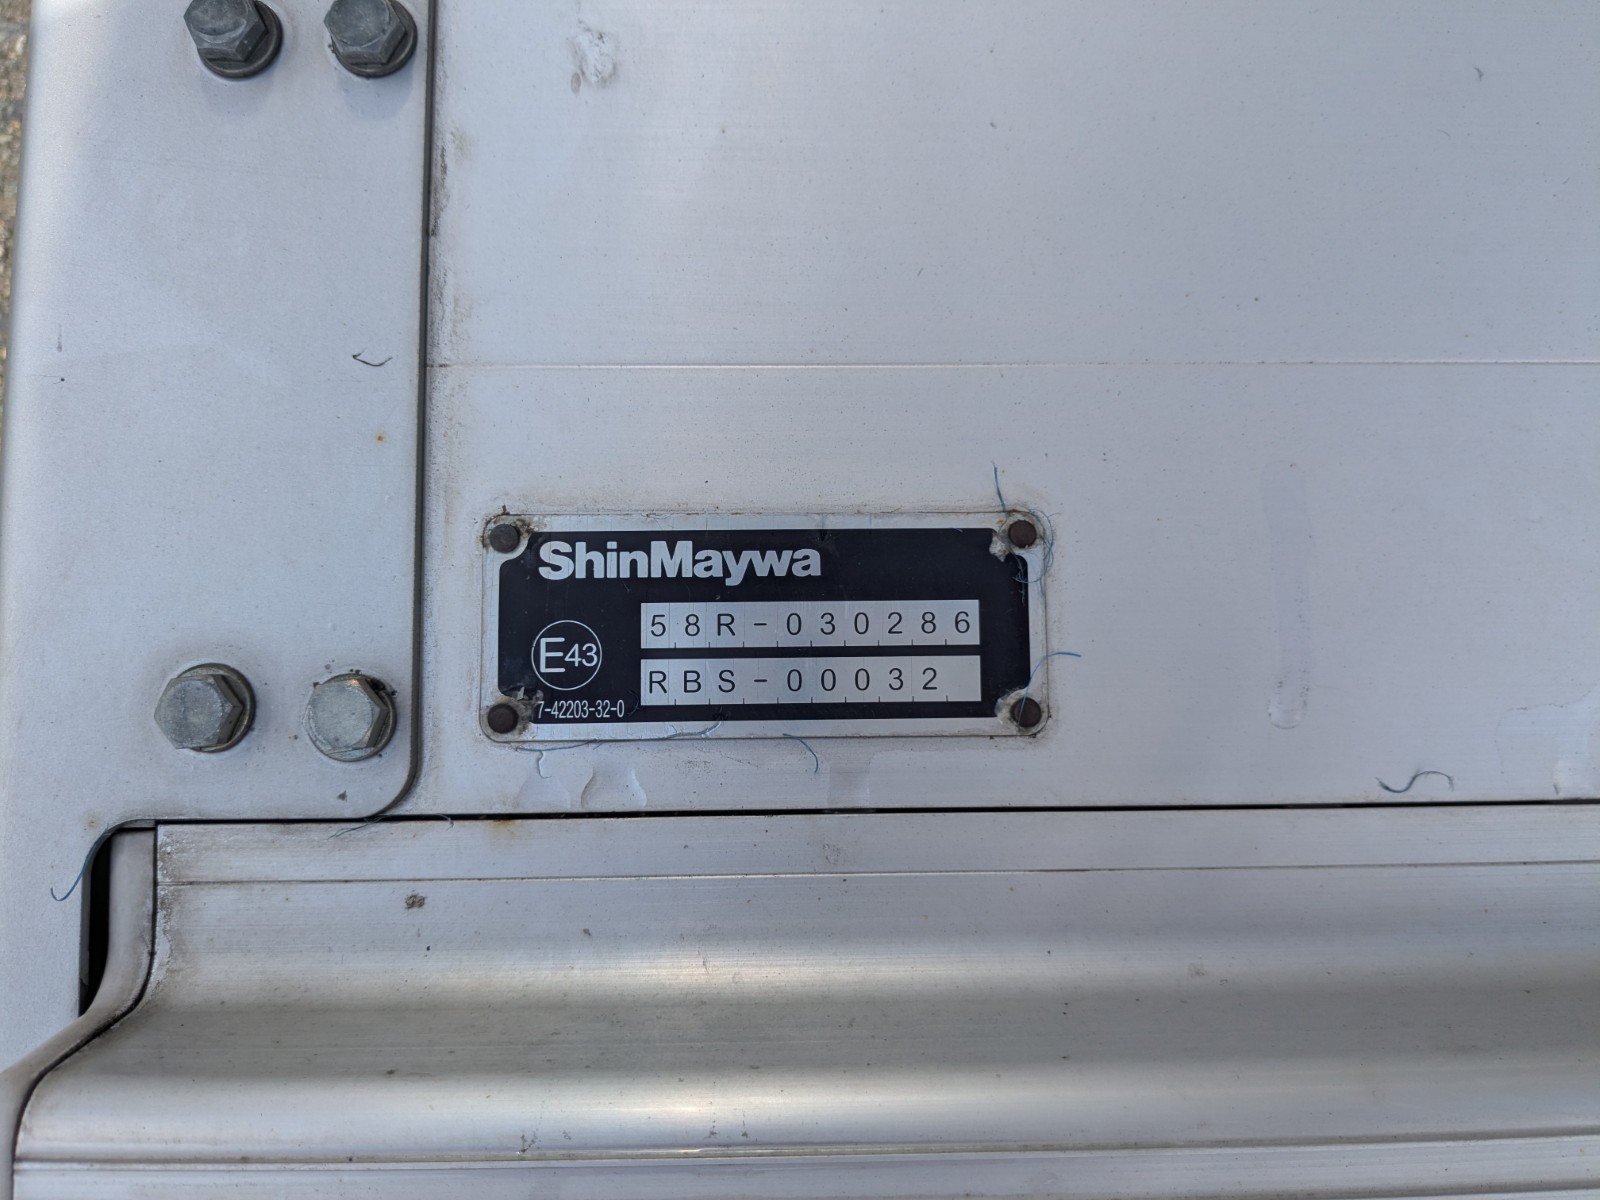 ShinMaywa
58R-030286
E43
RBS-00032
7-42203-32-0